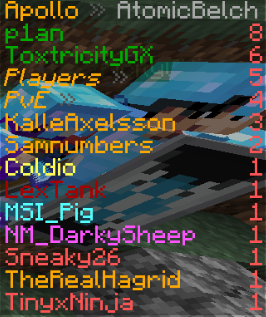 Apollo » AtomicBelch
p1an 8
ToxtricityGX 6
Players » 5
PvE » 4
KalleAxelsson 3
Samnumbers 2
Coldio 1
LexTank 1
MSI_Pig 1
NM_DarkySheep 1
Sneaky26 1
TheRealHagrid 1
TinyxNinja 1